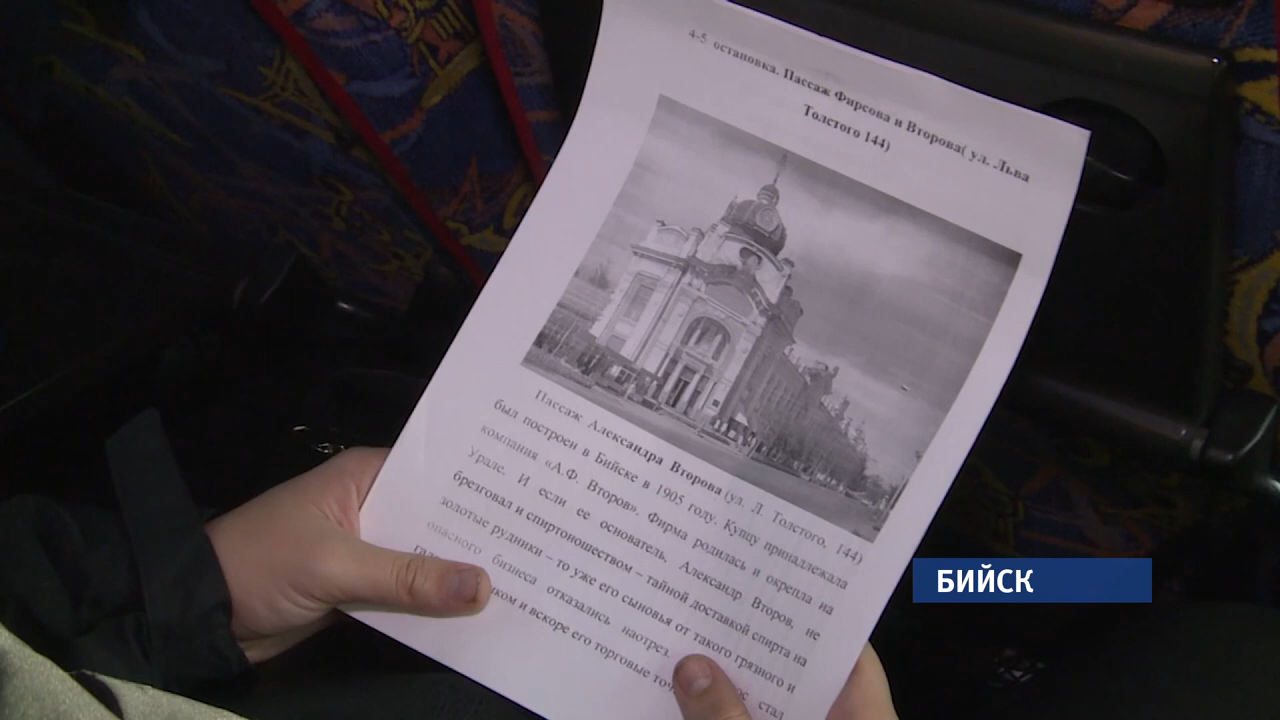 4-5 остановка. Пассаж Фирсова и Второва( ул. Льва
Толстого 144)
Пассаж Александра Второва (ул. Л. Толстого, 144)
был построен в Бийске в 1905 году. Купцу принадлежала
компания «А.Ф. Второв». Фирма родилась и окрепла на
Урале. И если ее основатель, Александр Второв, не
брезговал и спиртоношеством – тайной доставкой спирта на
золотые рудники – то уже его сыновья от такого грязного и
опасного бизнеса отказались наотрез.
и вскоре его торговые стал
БИЙСК